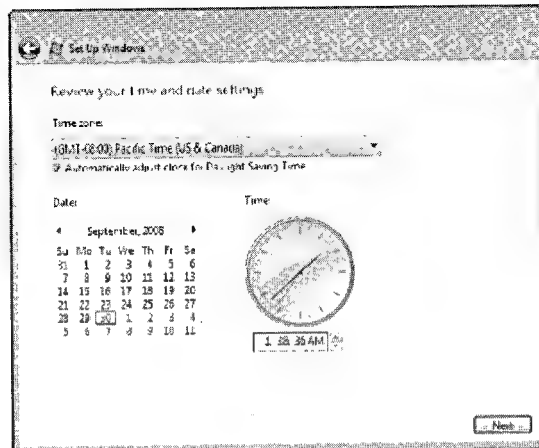 Set Up Windows
Review your time and date settings
Time zone:
(GMT-08:00) Pacific Time (US & Canada)
Automatically adjust clock for Daylight Saving Time
Date:
Time:
September, 2008
Su Mo Tu We Th Fr Sa
31 1 2 3 4 5 6
7 8 9 10 11 12 13
14 15 16 17 18 19 20
21 22 23 24 25 26 27
28 29 30 1 2 3 4
5 6 7 8 9 10 11
1:38:36 AM
Next